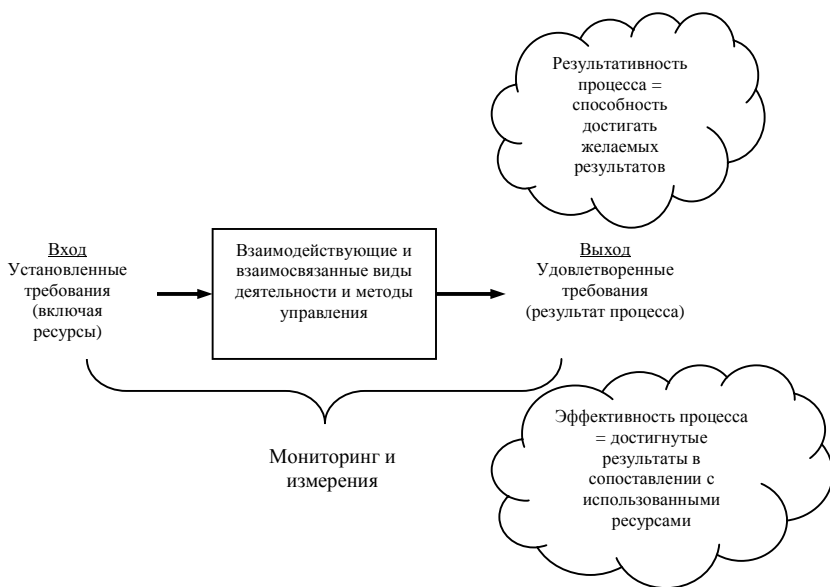 Результативность
процесса =
способность
достигать
желаемых
результатов
Вход
Установленные
требования
(включая
ресурсы)
Взаимодействующие и
взаимосвязанные виды
деятельности и методы
управления
Выход
Удовлетворенные
требования
(результат процесса)
Мониторинг и
измерения
Эффективность процесса
= достигнутые
результаты в
сопоставлении с
использованными
ресурсами